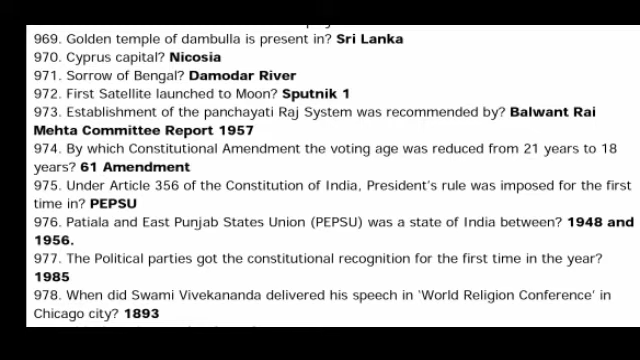 969. Golden temple of dambulla is present in? Sri Lanka
970. Cyprus capital? Nicosia
971. Sorrow of Bengal? Damodar River
972. First Satellite launched to Moon? Sputnik 1
973. Establishment of the panchayati Raj System was recommended by? Balwant Rai
Mehta Committee Report 1957
974. By which Constitutional Amendment the voting age was reduced from 21 years to 18
years? 61 Amendment
975. Under Article 356 of the Constitution of India, President's rule was imposed for the first
time in? PEPSU
976. Patiala and East Punjab States Union (PEPSU) was a state of India between? 1948 and
1956.
977. The Political parties got the constitutional recognition for the first time in the year?
1985
978. When did Swami Vivekananda delivered his speech in 'World Religion Conference' in
Chicago city? 1893